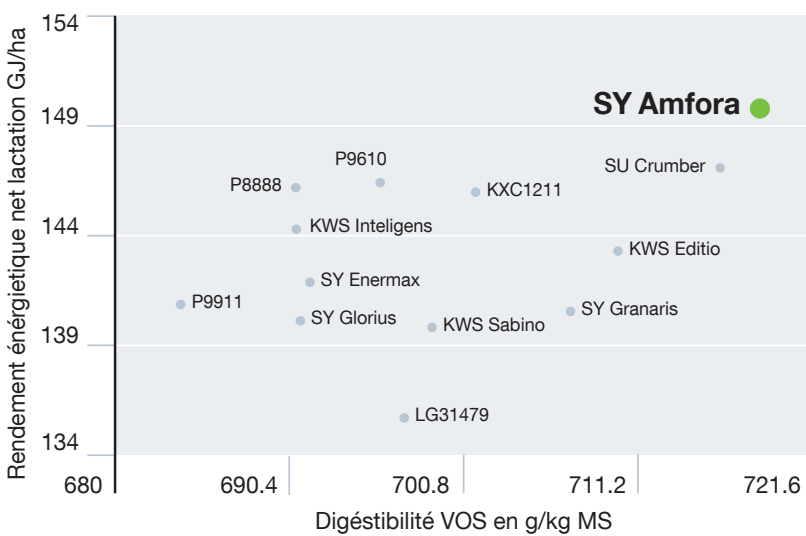 Rendement énérgietique net lactation GJ/ha
154
149
144
139
134
SY Amfora
P9610
SU Crumber
P8888
KXC1211
KWS Inteligens
KWS Editio
SY Enermax
P9911
SY Granaris
SY Glorius
KWS Sabino
LG31479
680
690.4
700.8
711.2
721.6
Digéstibilité VOS en g/kg MS